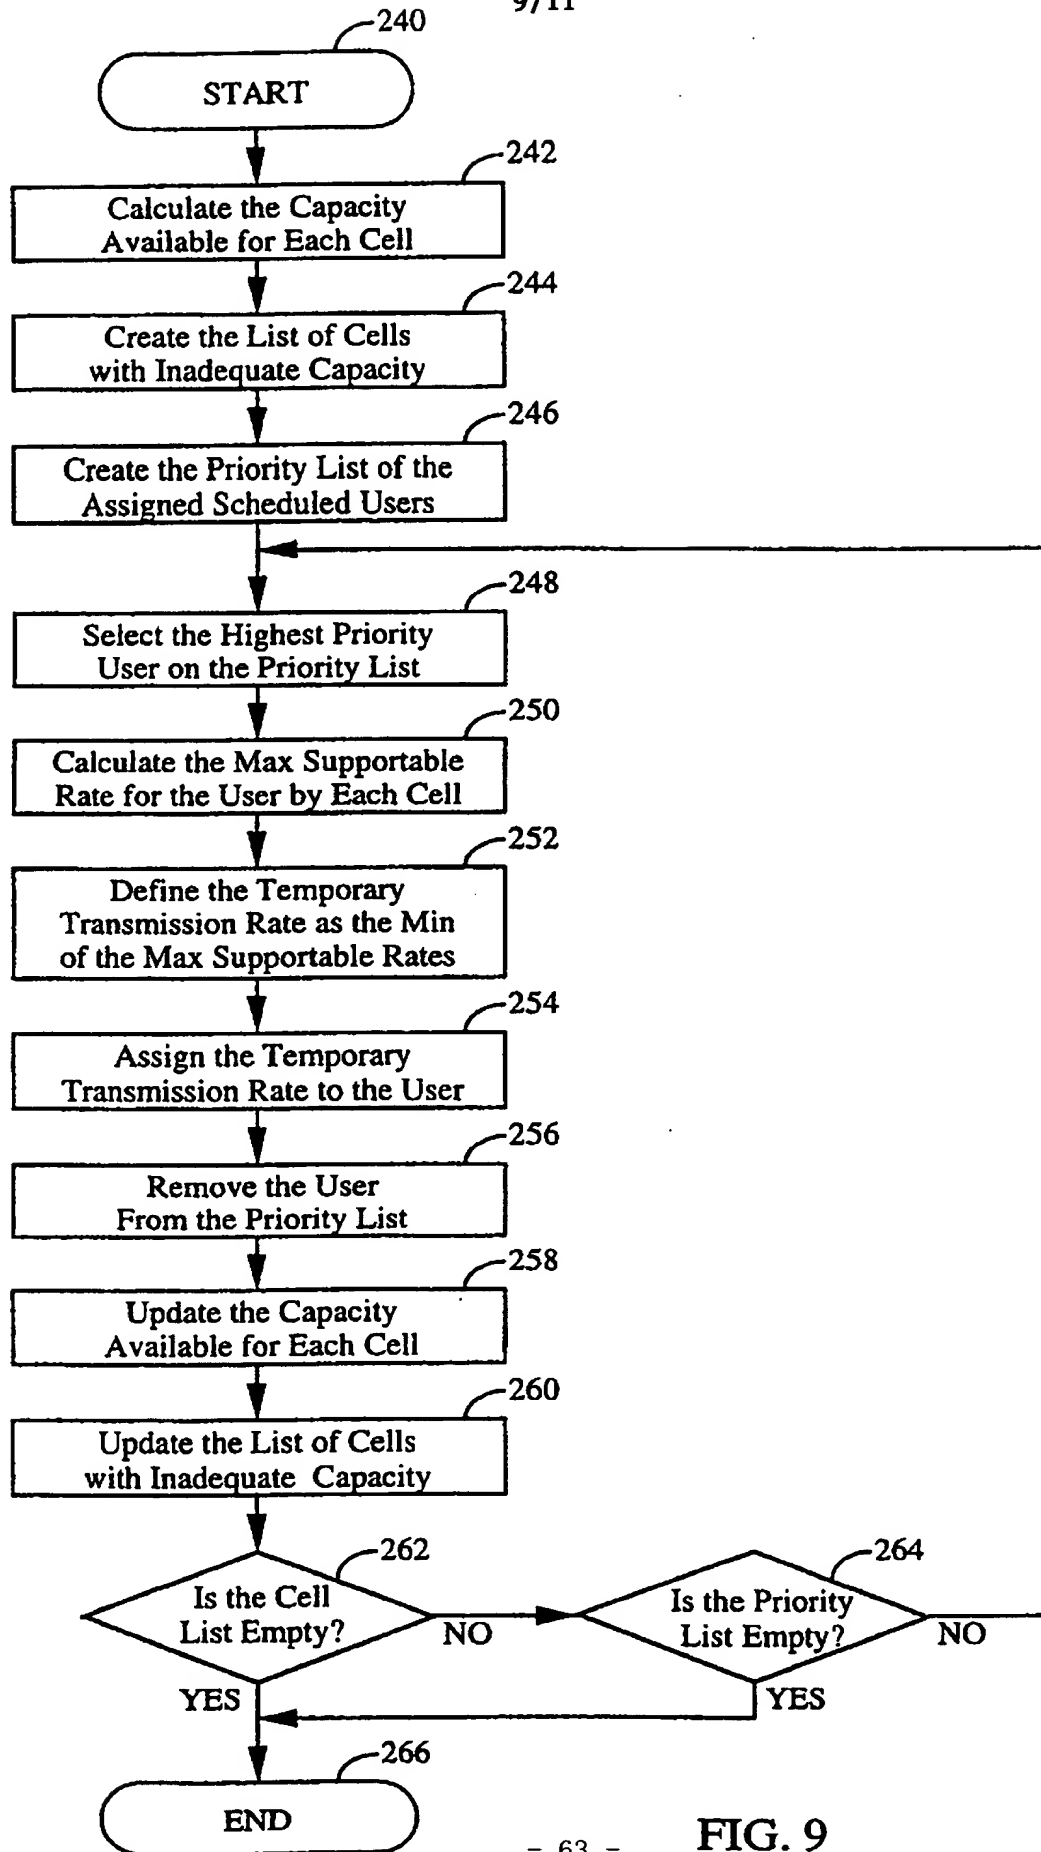 9/11
240
START
242
Calculate the Capacity
Available for Each Cell
244
Create the List of Cells
with Inadequate Capacity
246
Create the Priority List of the
Assigned Scheduled Users
248
Select the Highest Priority
User on the Priority List
250
Calculate the Max Supportable
Rate for the User by Each Cell
252
Define the Temporary
Transmission Rate as the Min
of the Max Supportable Rates
254
Assign the Temporary
Transmission Rate to the User
256
Remove the User
From the Priority List
258
Update the Capacity
Available for Each Cell
260
Update the List of Cells
with Inadequate Capacity
262
Is the Cell
List Empty?
NO
YES
264
Is the Priority
List Empty?
NO
YES
266
END
- 63 -
FIG. 9